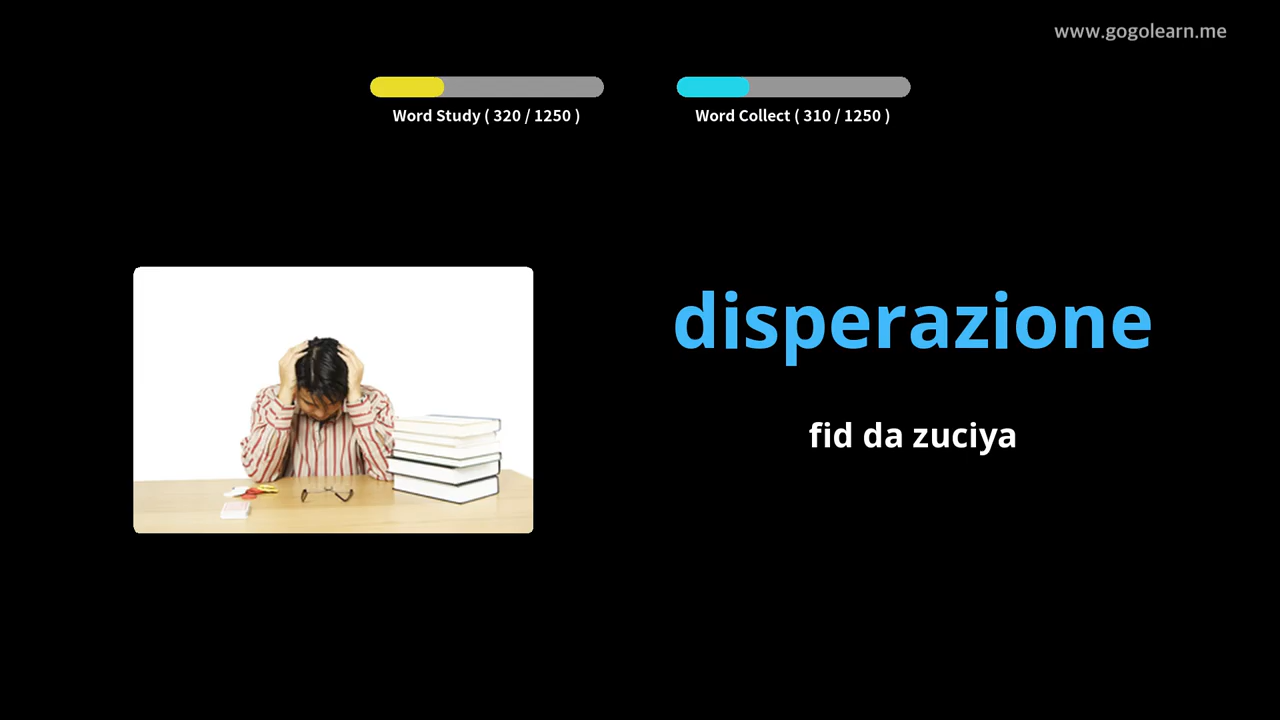 www.gogolearn.me
Word Study ( 320 / 1250 )
Word Collect ( 310 / 1250 )
disperazione
fid da zuciya